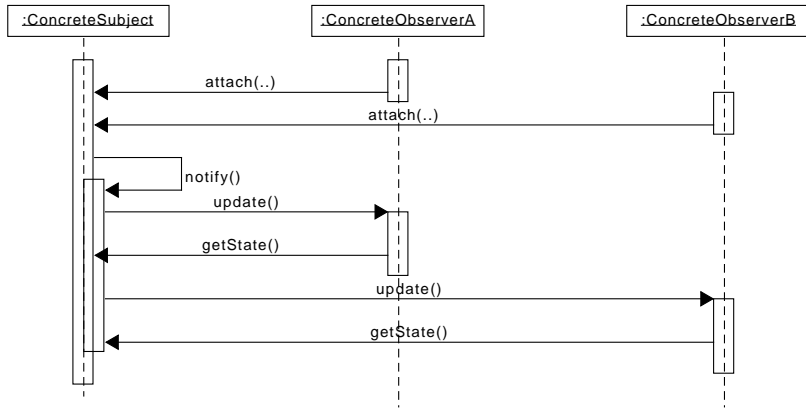 :ConcreteSubject
:ConcreteObserverA
:ConcreteObserverB
attach(..)
attach(..)
notify()
update()
getState()
update()
getState()